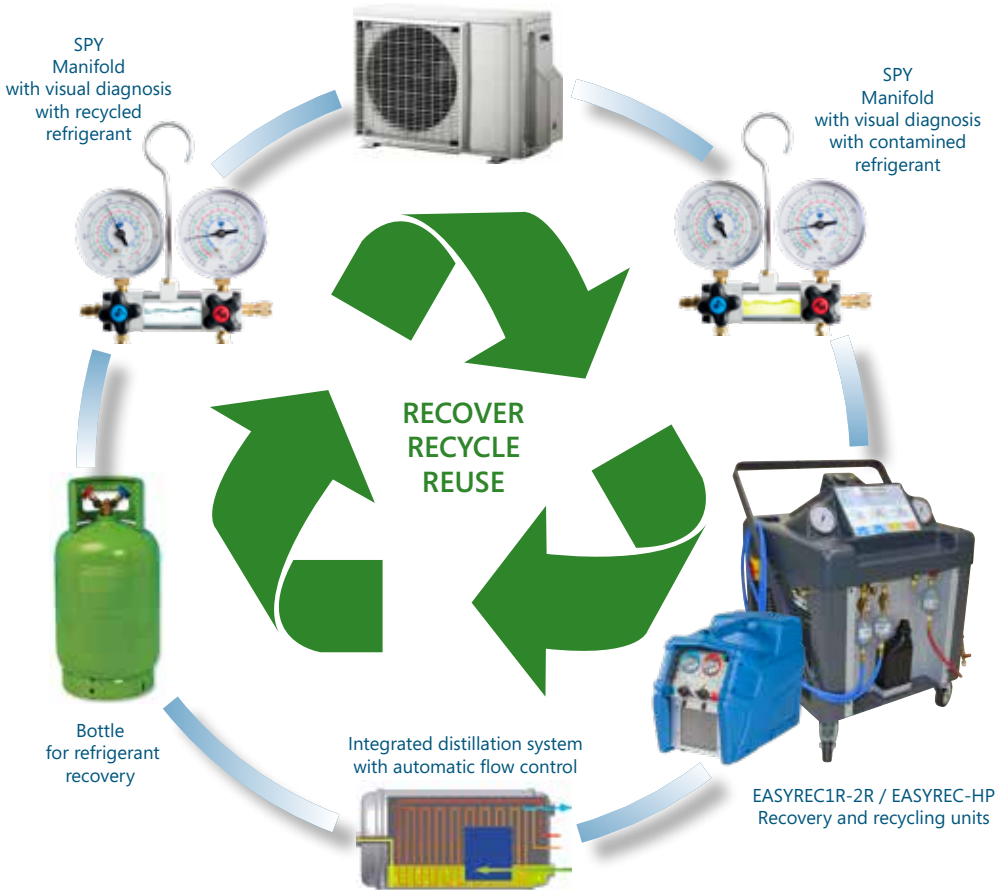 SPY
Manifold
with visual diagnosis
with recycled
refrigerant
SPY
Manifold
with visual diagnosis
with contamined
refrigerant
RECOVER
RECYCLE
REUSE
Bottle
for refrigerant
recovery
Integrated distillation system
with automatic flow control
EASYREC1R-2R / EASYREC-HP
Recovery and recycling units